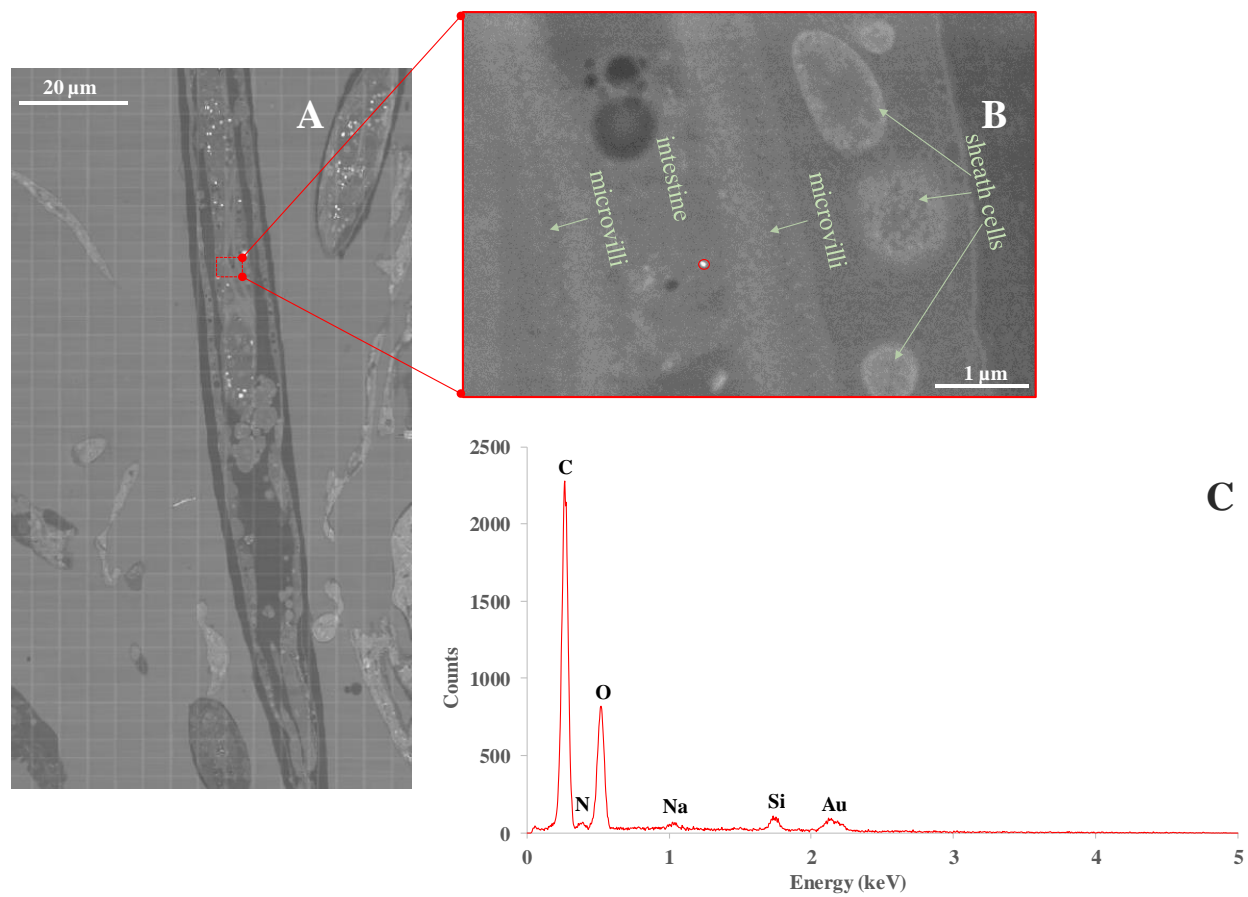 20 µm
A
B
intestine
microvilli
microvilli
sheath cells
1 µm
C
2500
2000
1500
1000
500
0
Counts
C
N
O
Na
Si
Au
0
1
2
3
4
5
Energy (keV)